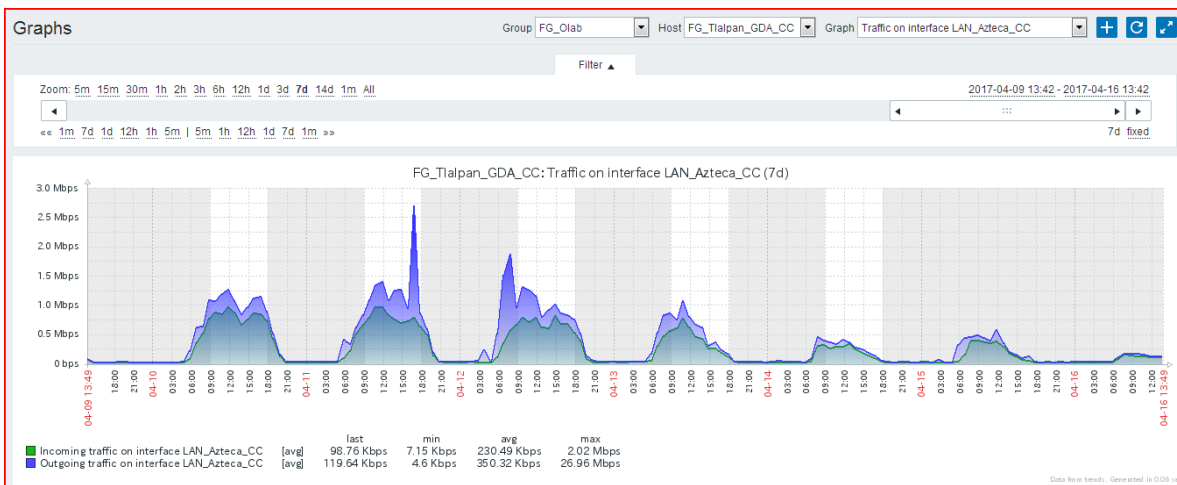 Graphs Group FG_Olab Host FG_Tlalpan_GDA_CC Graph Traffic on interface LAN_Azteca_CC
Filter ▲
Zoom: 5m 15m 30m 1h 2h 3h 6h 12h 1d 3d 7d 14d 1m All 2017-04-09 13:42 - 2017-04-16 13:42
«« 1m 7d 1d 12h 1h 5m | 5m 1h 12h 1d 7d 1m »» 7d fixed
FG_Tlalpan_GDA_CC: Traffic on interface LAN_Azteca_CC (7d)
3.0 Mbps
2.5 Mbps
2.0 Mbps
1.5 Mbps
1.0 Mbps
0.5 Mbps
0 bps
04-09 13:49 18:00 21:00 04-10 03:00 06:00 09:00 12:00 15:00 18:00 21:00 04-11 03:00 06:00 09:00 12:00 15:00 18:00 21:00 04-12 03:00 06:00 09:00 12:00 15:00 18:00 21:00 04-13 03:00 06:00 09:00 12:00 15:00 18:00 21:00 04-14 03:00 06:00 09:00 12:00 15:00 18:00 21:00 04-15 03:00 06:00 09:00 12:00 15:00 18:00 21:00 04-16 03:00 06:00 09:00 12:00 04-16 13:49
last min avg max
Incoming traffic on interface LAN_Azteca_CC [avg] 98.76 Kbps 7.15 Kbps 230.49 Kbps 2.02 Mbps
Outgoing traffic on interface LAN_Azteca_CC [avg] 119.64 Kbps 4.6 Kbps 350.32 Kbps 26.96 Mbps
Data from trends. Generated in 0.06